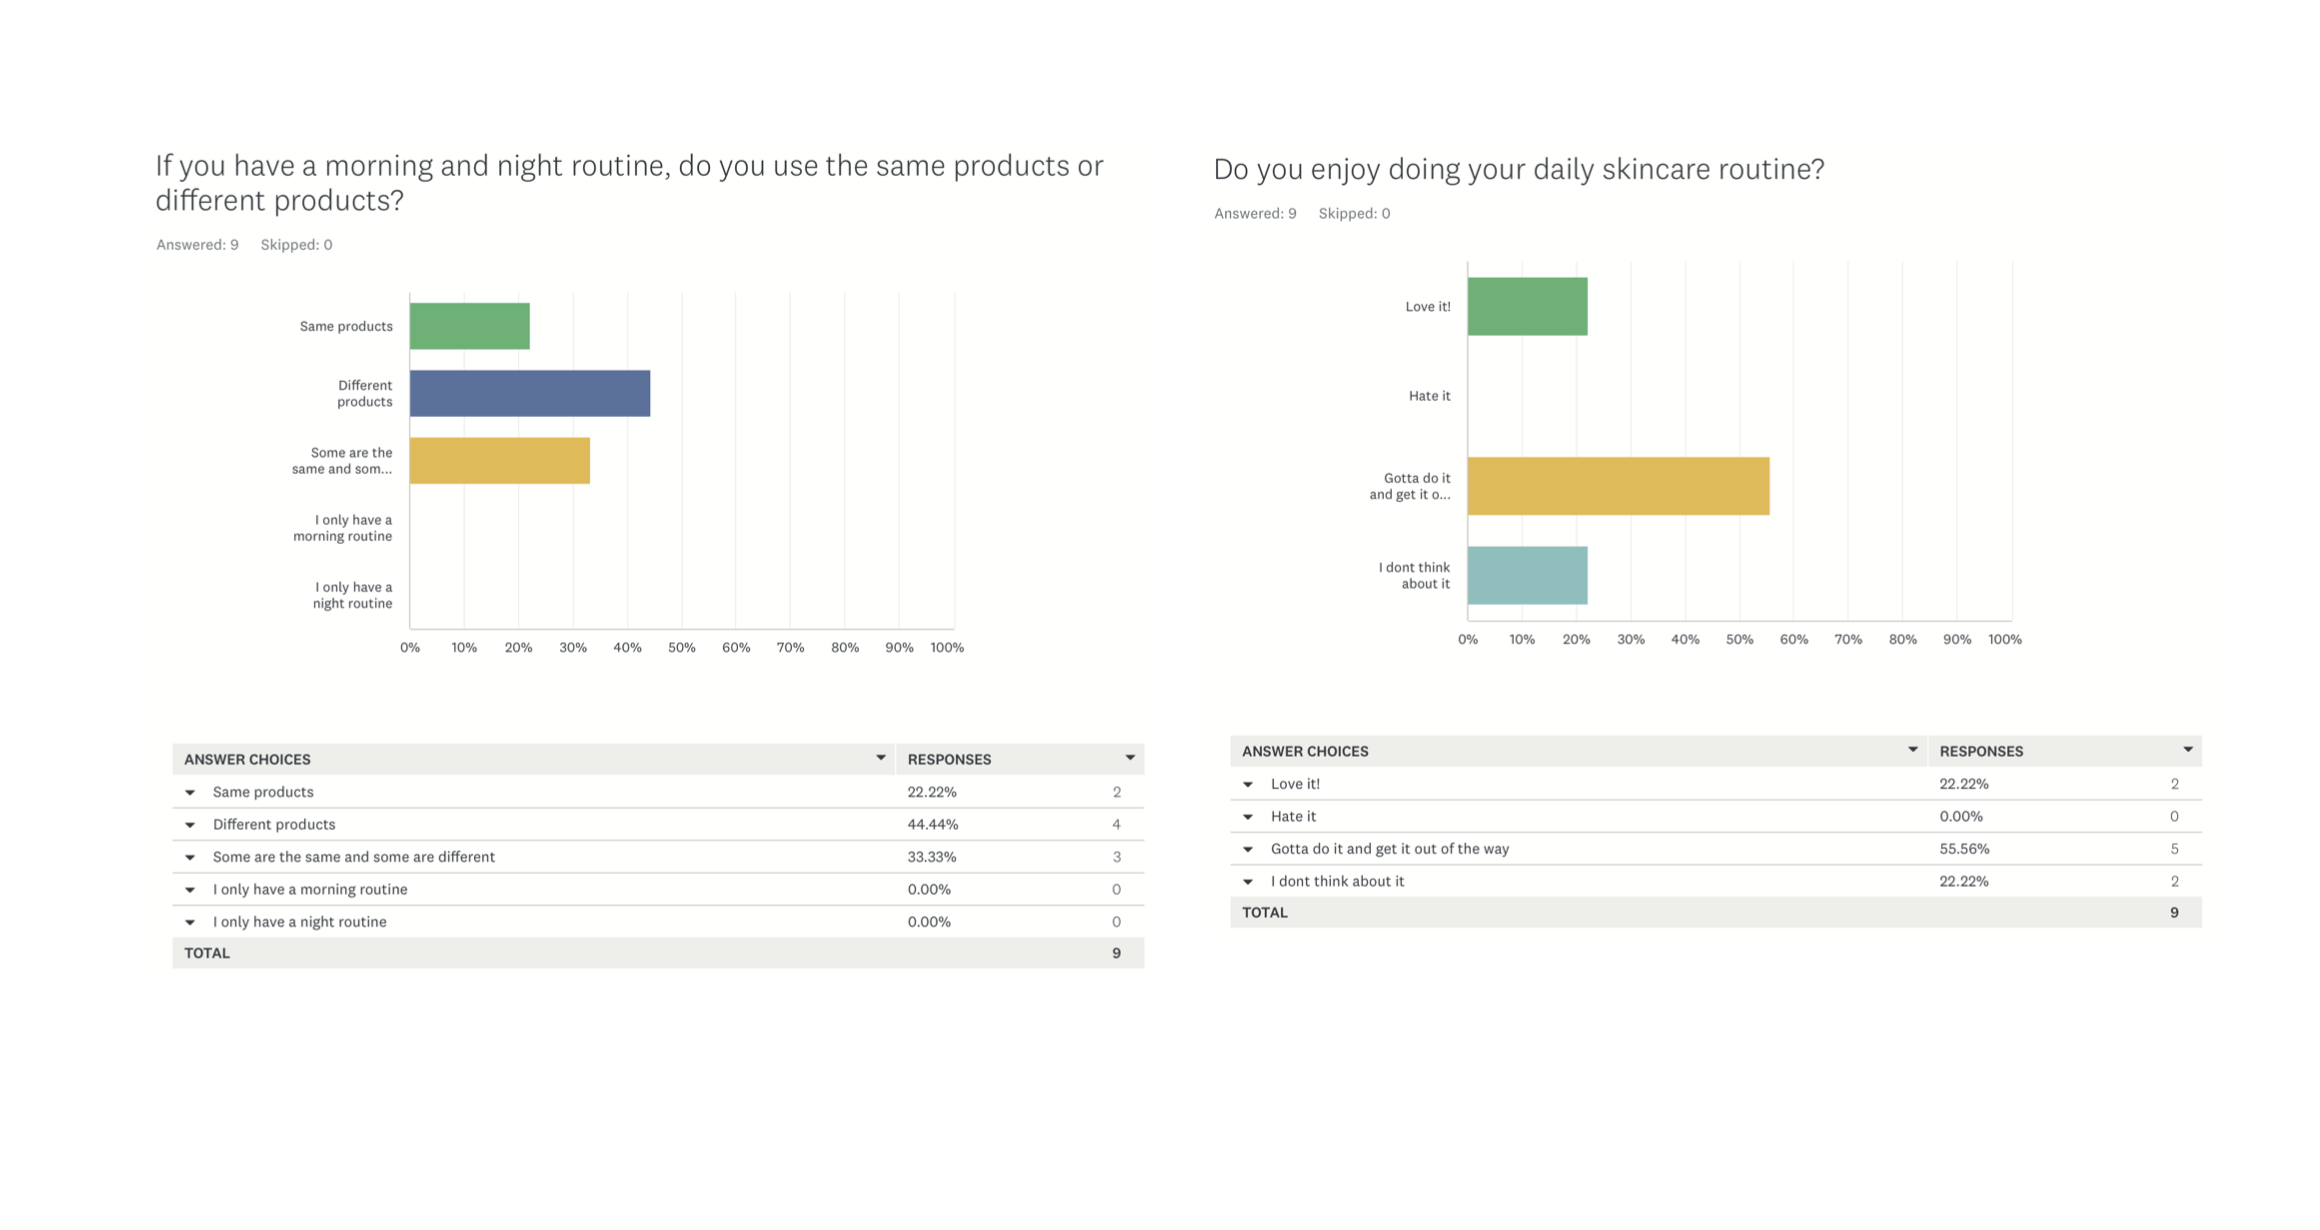 If you have a morning and night routine, do you use the same products or
different products?
Answered: 9 Skipped: 0
Same products
Different
products
Some are the
same and som...
I only have a
morning routine
I only have a
night routine
0% 10% 20% 30% 40% 50% 60% 70% 80% 90% 100%
ANSWER CHOICES RESPONSES
Same products 22.22% 2
Different products 44.44% 4
Some are the same and some are different 33.33% 3
I only have a morning routine 0.00% 0
I only have a night routine 0.00% 0
TOTAL 9
Do you enjoy doing your daily skincare routine?
Answered: 9 Skipped: 0
Love it!
Hate it
Gotta do it
and get it o...
I dont think
about it
0% 10% 20% 30% 40% 50% 60% 70% 80% 90% 100%
ANSWER CHOICES RESPONSES
Love it! 22.22% 2
Hate it 0.00% 0
Gotta do it and get it out of the way 55.56% 5
I dont think about it 22.22% 2
TOTAL 9